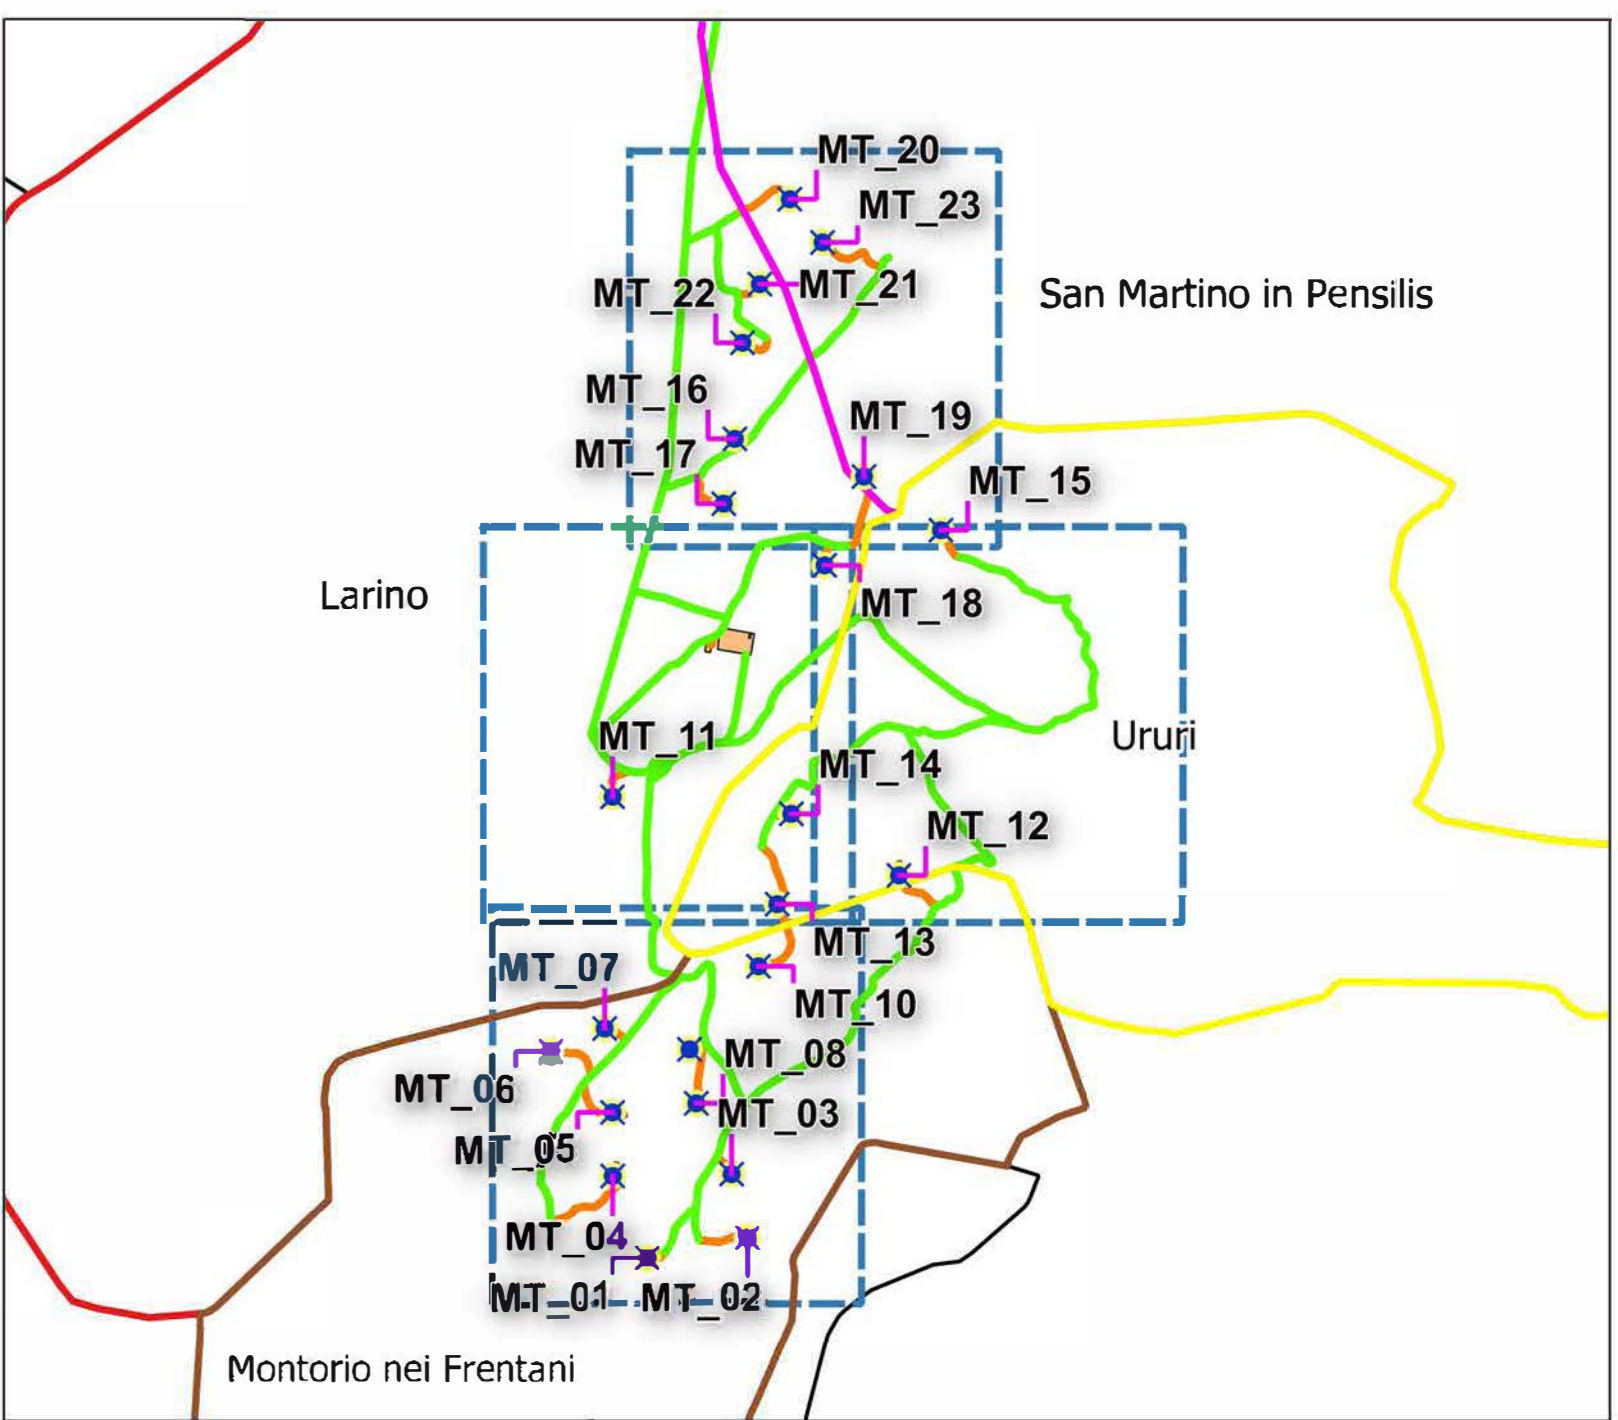 MT_20
MT_23
MT_21
MT_22
San Martino in Pensilis
MT_16
MT_19
MT_17
MT_15
Larino
MT_18
MT_11
Ururi
MT_14
MT_12
MT_13
MT_07
MT_10
MT_08
MT_06
MT_03
MT_05
MT_04
MT_01
MT_02
Montorio nei Frentani